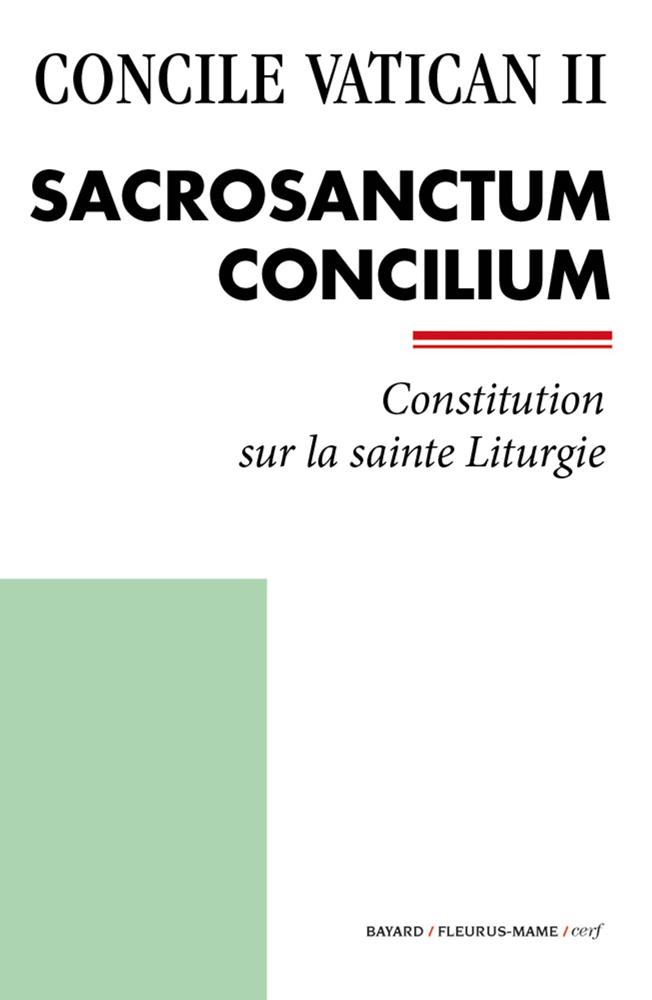 CONCILE VATICAN II
SACROSANCTUM
CONCILIUM
Constitution
sur la sainte Liturgie
BAYARD / FLEURUS-MAME / cerf